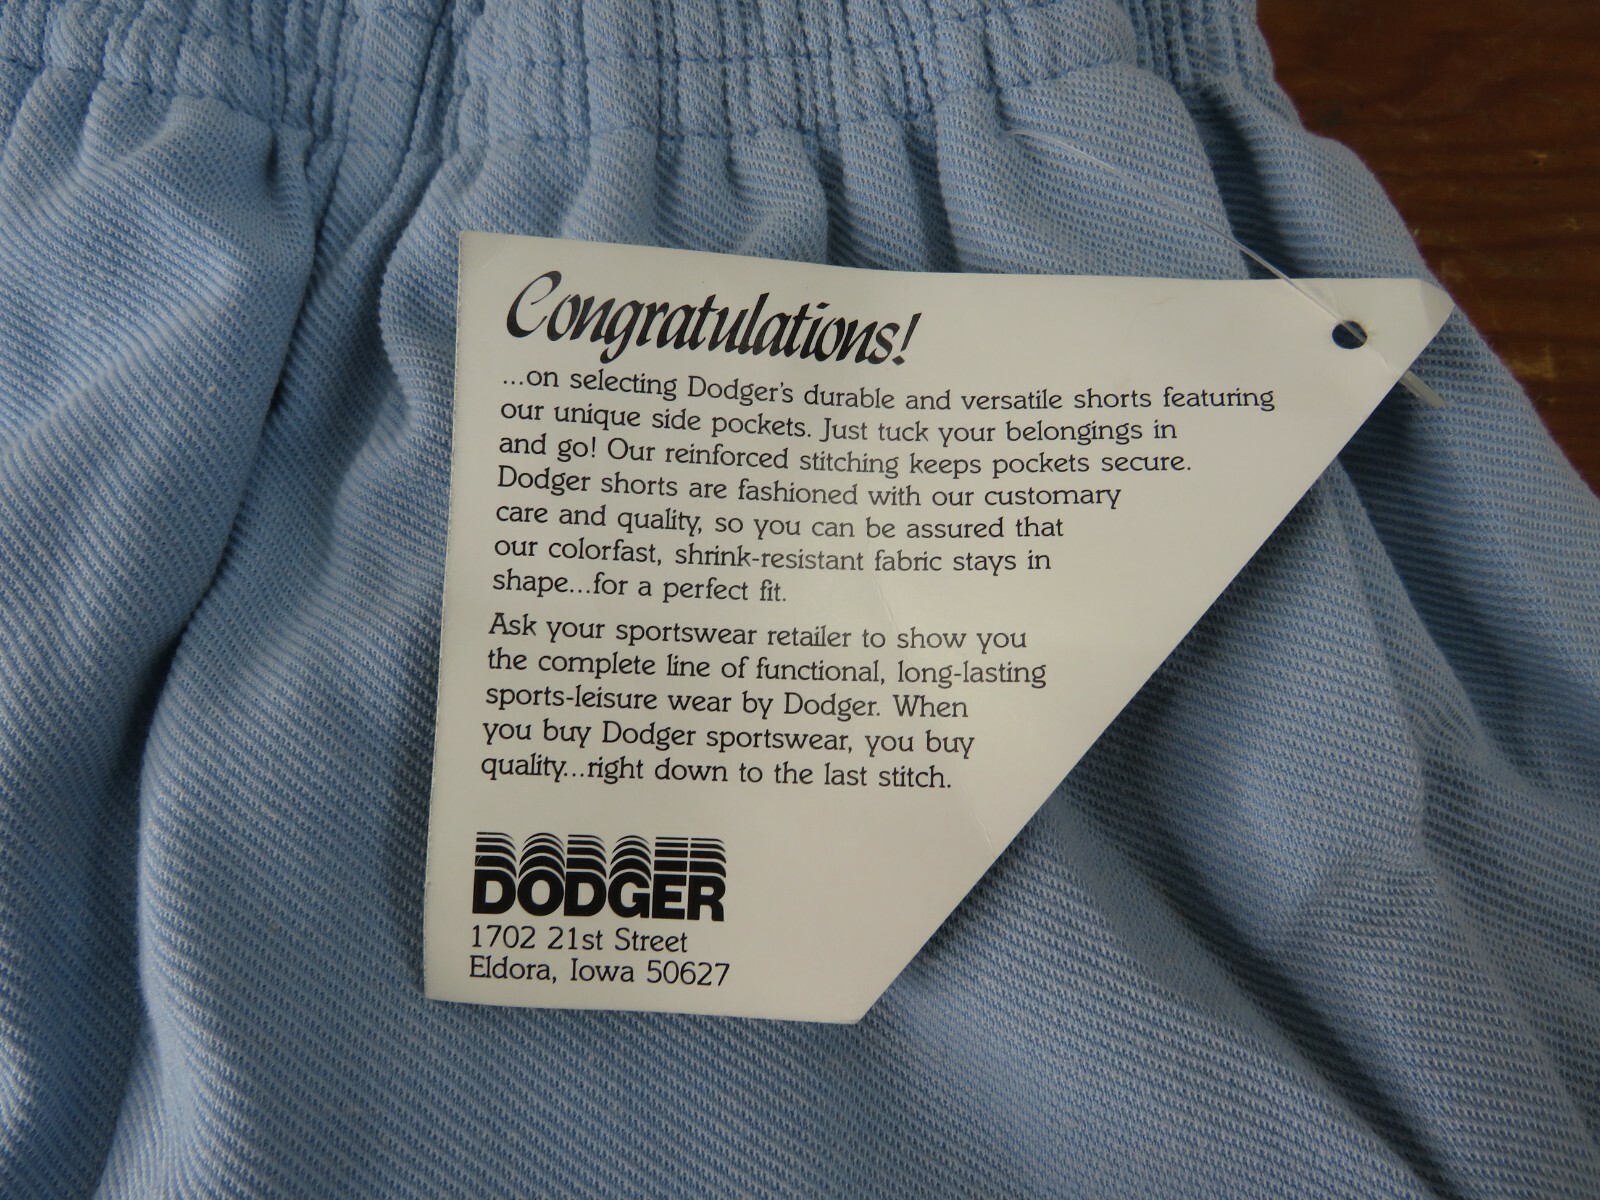 Congratulations!
...on selecting Dodger's durable and versatile shorts featuring
our unique side pockets. Just tuck your belongings in
and go! Our reinforced stitching keeps pockets secure.
Dodger shorts are fashioned with our customary
care and quality, so you can be assured that
our colorfast, shrink-resistant fabric stays in
shape...for a perfect fit.
Ask your sportswear retailer to show you
the complete line of functional, long-lasting
sports-leisure wear by Dodger. When
you buy Dodger sportswear, you buy
quality...right down to the last stitch.
DODGER
1702 21st Street
Eldora, Iowa 50627